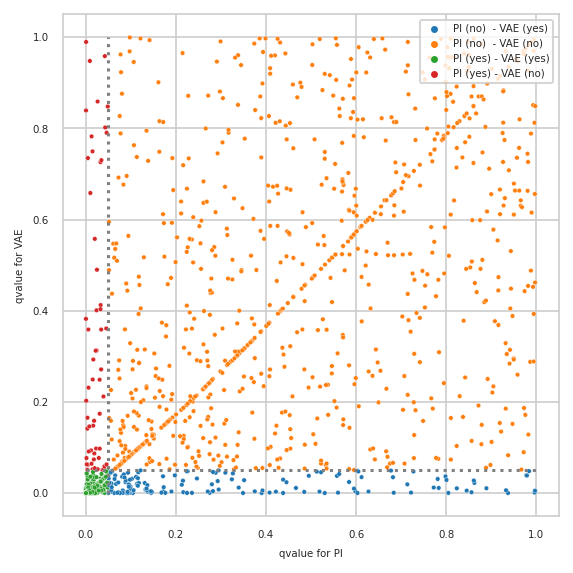 1.0
0.8
0.6
0.4
0.2
0.0
qvalue for VAE
PI (no) - VAE (yes)
PI (no) - VAE (no)
PI (yes) - VAE (yes)
PI (yes) - VAE (no)
0.0 0.2 0.4 0.6 0.8 1.0
qvalue for PI